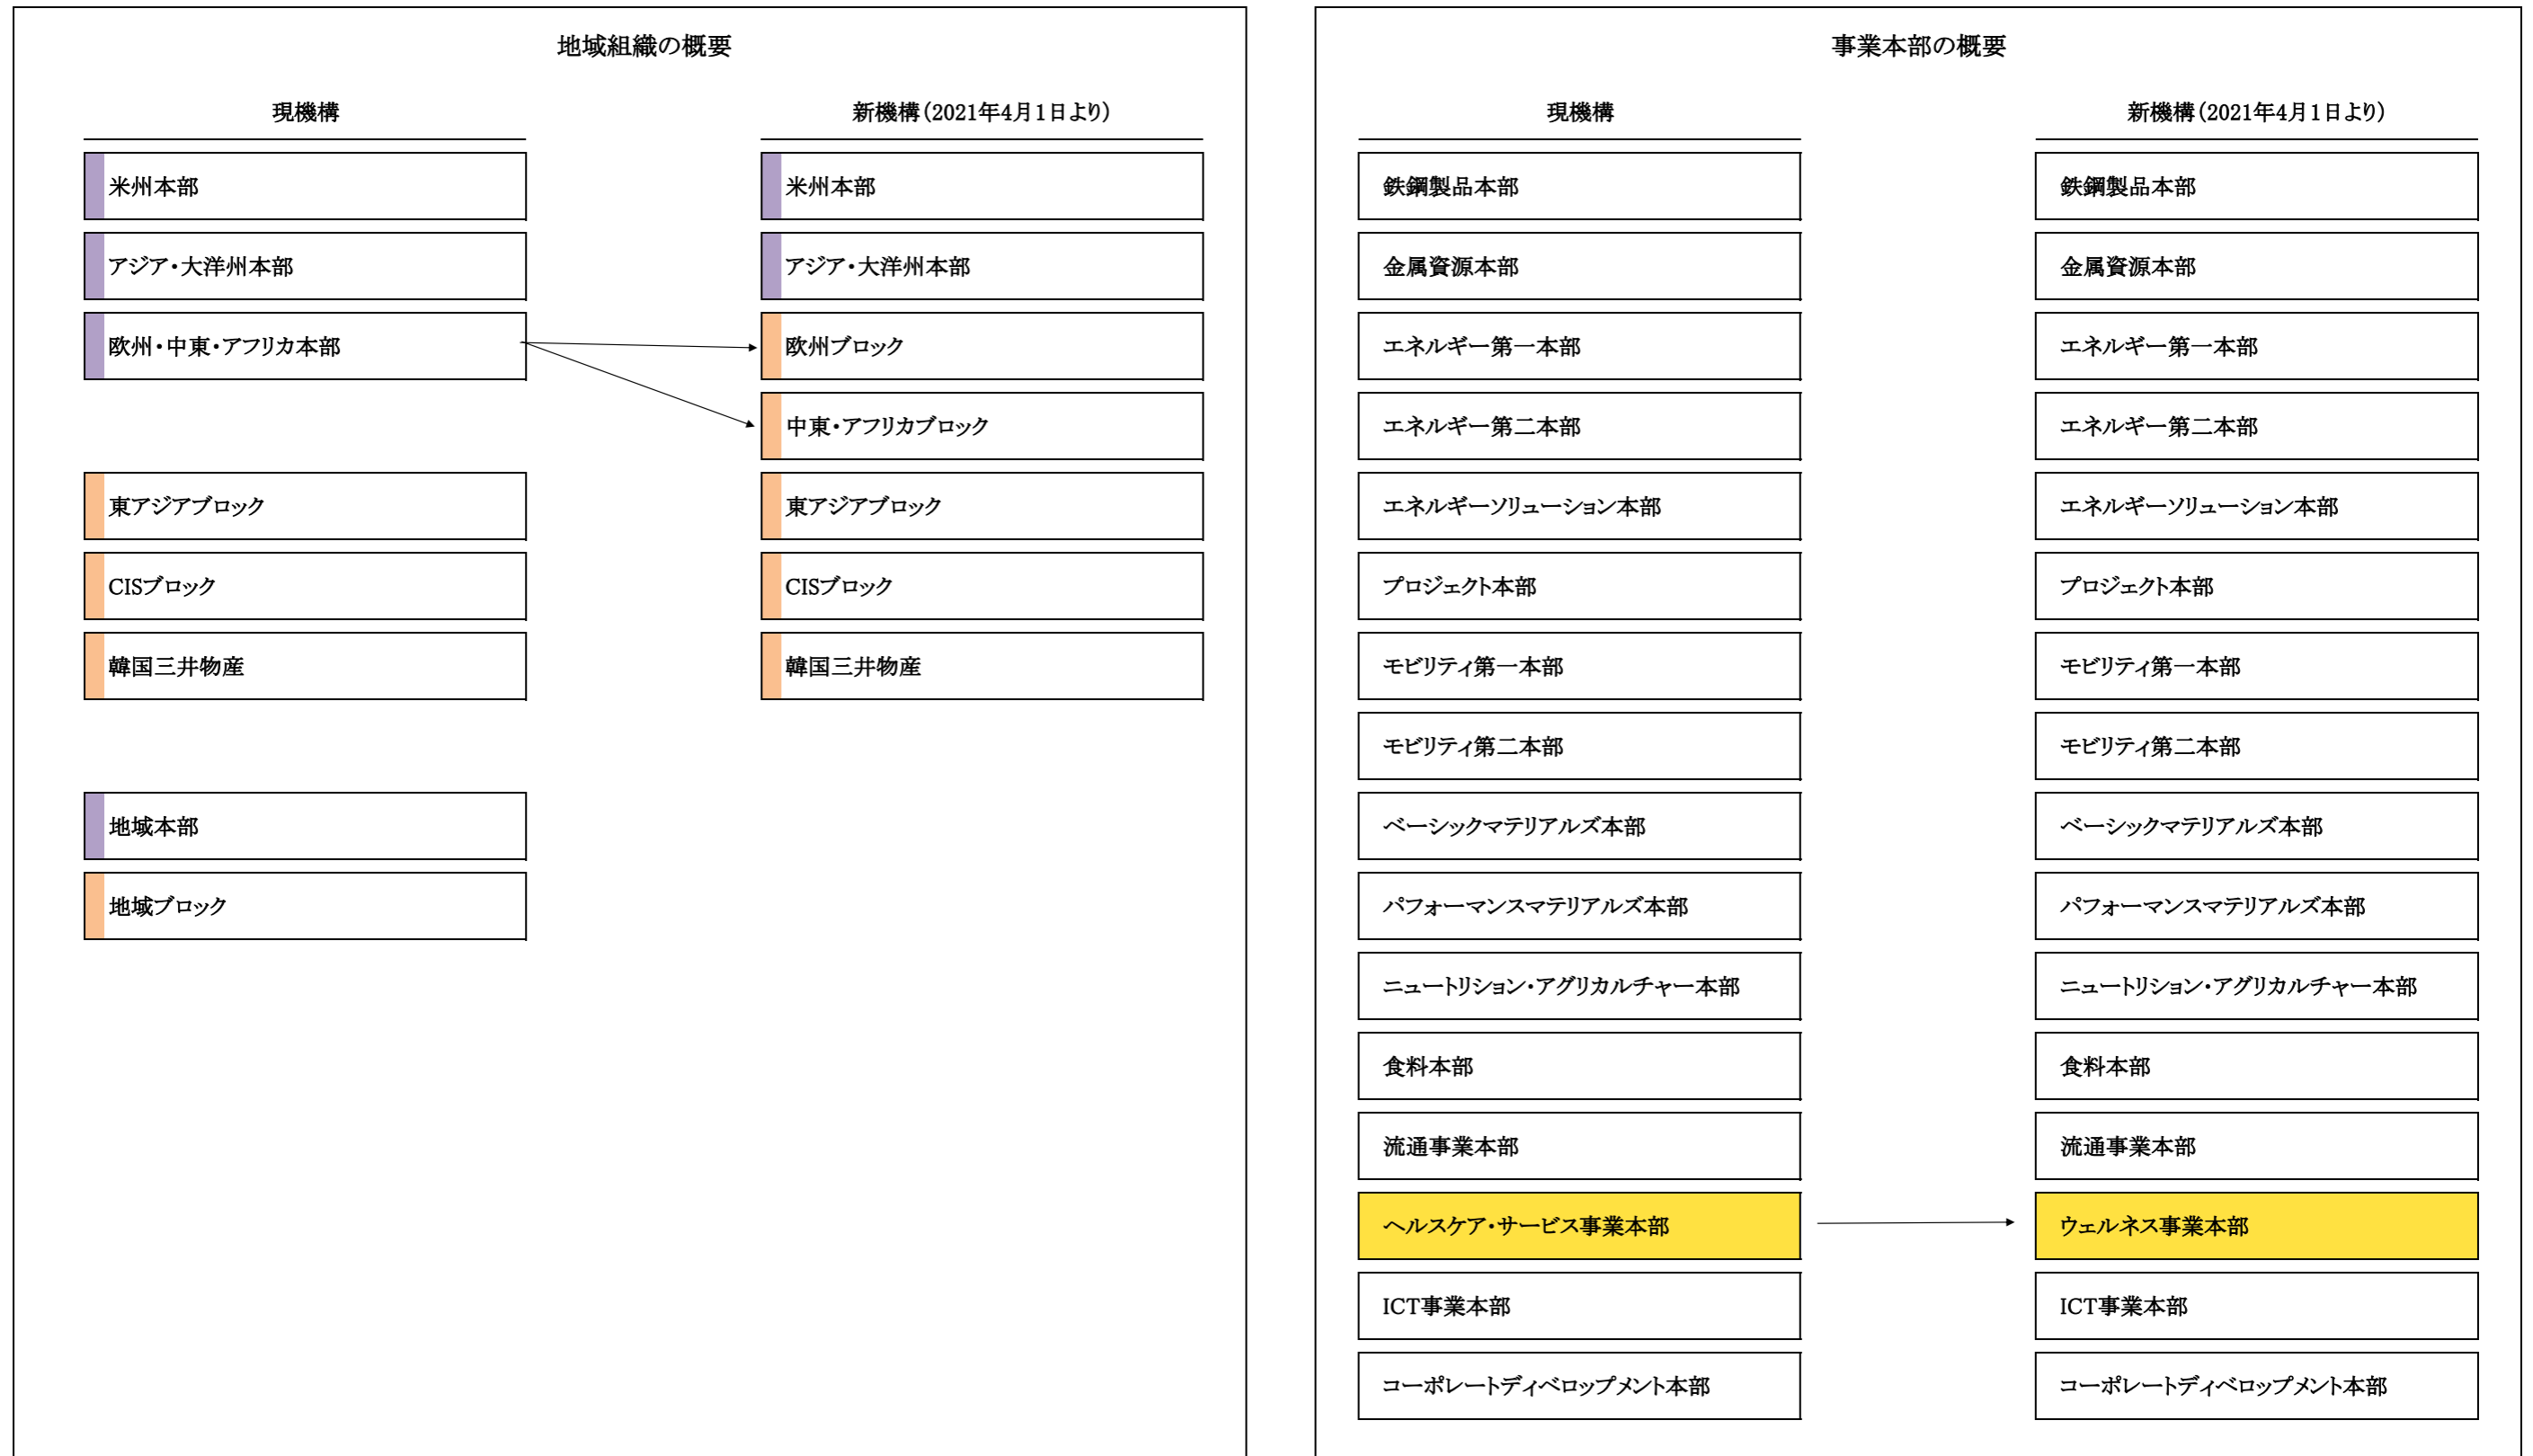 地域組織の概要
現機構
新機構（2021年4月1日より）
米州本部
米州本部
アジア・大洋州本部
アジア・大洋州本部
欧州・中東・アフリカ本部
欧州ブロック
中東・アフリカブロック
東アジアブロック
東アジアブロック
CISブロック
CISブロック
韓国三井物産
韓国三井物産
地域本部
地域ブロック
事業本部の概要
現機構
新機構（2021年4月1日より）
鉄鋼製品本部
鉄鋼製品本部
金属資源本部
金属資源本部
エネルギー第一本部
エネルギー第一本部
エネルギー第二本部
エネルギー第二本部
エネルギーソリューション本部
エネルギーソリューション本部
プロジェクト本部
プロジェクト本部
モビリティ第一本部
モビリティ第一本部
モビリティ第二本部
モビリティ第二本部
ベーシックマテリアルズ本部
ベーシックマテリアルズ本部
パフォーマンスマテリアルズ本部
パフォーマンスマテリアルズ本部
ニュートリション・アグリカルチャー本部
ニュートリション・アグリカルチャー本部
食料本部
食料本部
流通事業本部
流通事業本部
ヘルスケア・サービス事業本部
ウェルネス事業本部
ICT事業本部
ICT事業本部
コーポレートディベロップメント本部
コーポレートディベロップメント本部